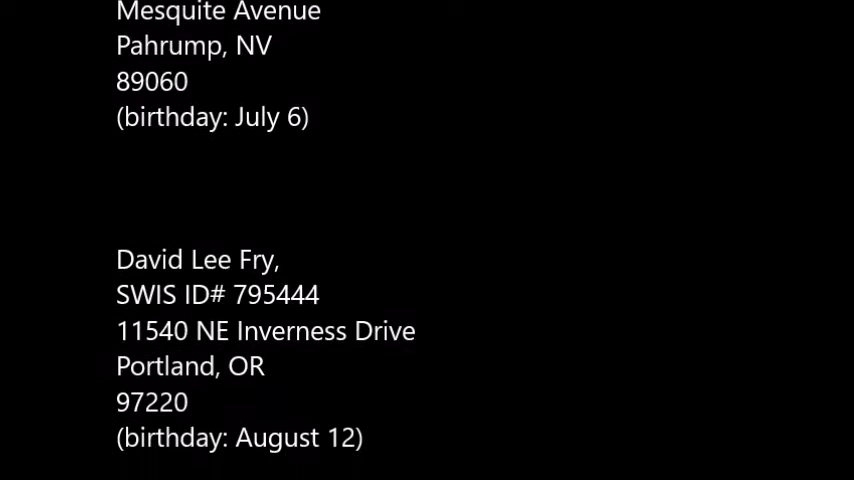 Mesquite Avenue
Pahrump, NV
89060
(birthday: July 6)
David Lee Fry,
SWIS ID# 795444
11540 NE Inverness Drive
Portland, OR
97220
(birthday: August 12)